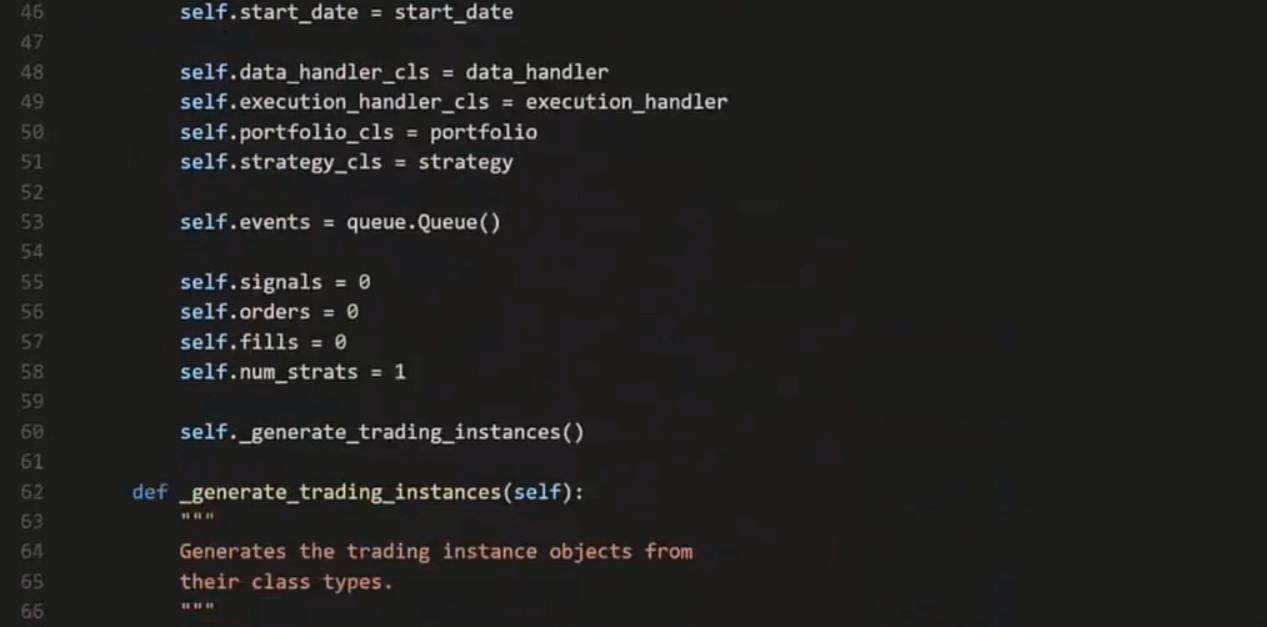 46 self.start_date = start_date
47
48 self.data_handler_cls = data_handler
49 self.execution_handler_cls = execution_handler
50 self.portfolio_cls = portfolio
51 self.strategy_cls = strategy
52
53 self.events = queue.Queue()
54
55 self.signals = 0
56 self.orders = 0
57 self.fills = 0
58 self.num_strats = 1
59
60 self._generate_trading_instances()
61
62 def _generate_trading_instances(self):
63 """
64 Generates the trading instance objects from
65 their class types.
66 """